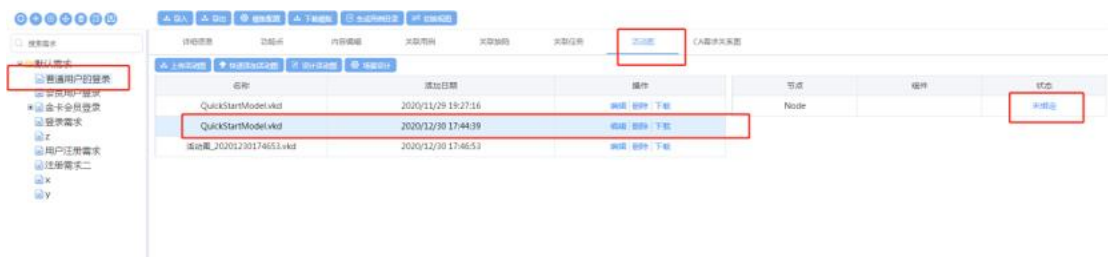 导入 导出 模板配置 下载模板 生成用例目录 切换视图
搜索需求
详细信息 功能点 内容编辑 关联用例 关联缺陷 关联任务 活动图 CA需求关系图
默认需求
普通用户的登录
会员用户登录
金卡会员登录
登录需求
z
用户注册需求
注册需求二
x
y
上传活动图 快速添加活动图 设计活动图 场景设计
名称 添加日期 操作 节点 组件 状态
QuickStartModel.vkd 2020/11/29 19:27:16 编辑 删除 下载 Node 未绑定
QuickStartModel.vkd 2020/12/30 17:44:39 编辑 删除 下载
活动图_20201230174653.vkd 2020/12/30 17:46:53 编辑 删除 下载